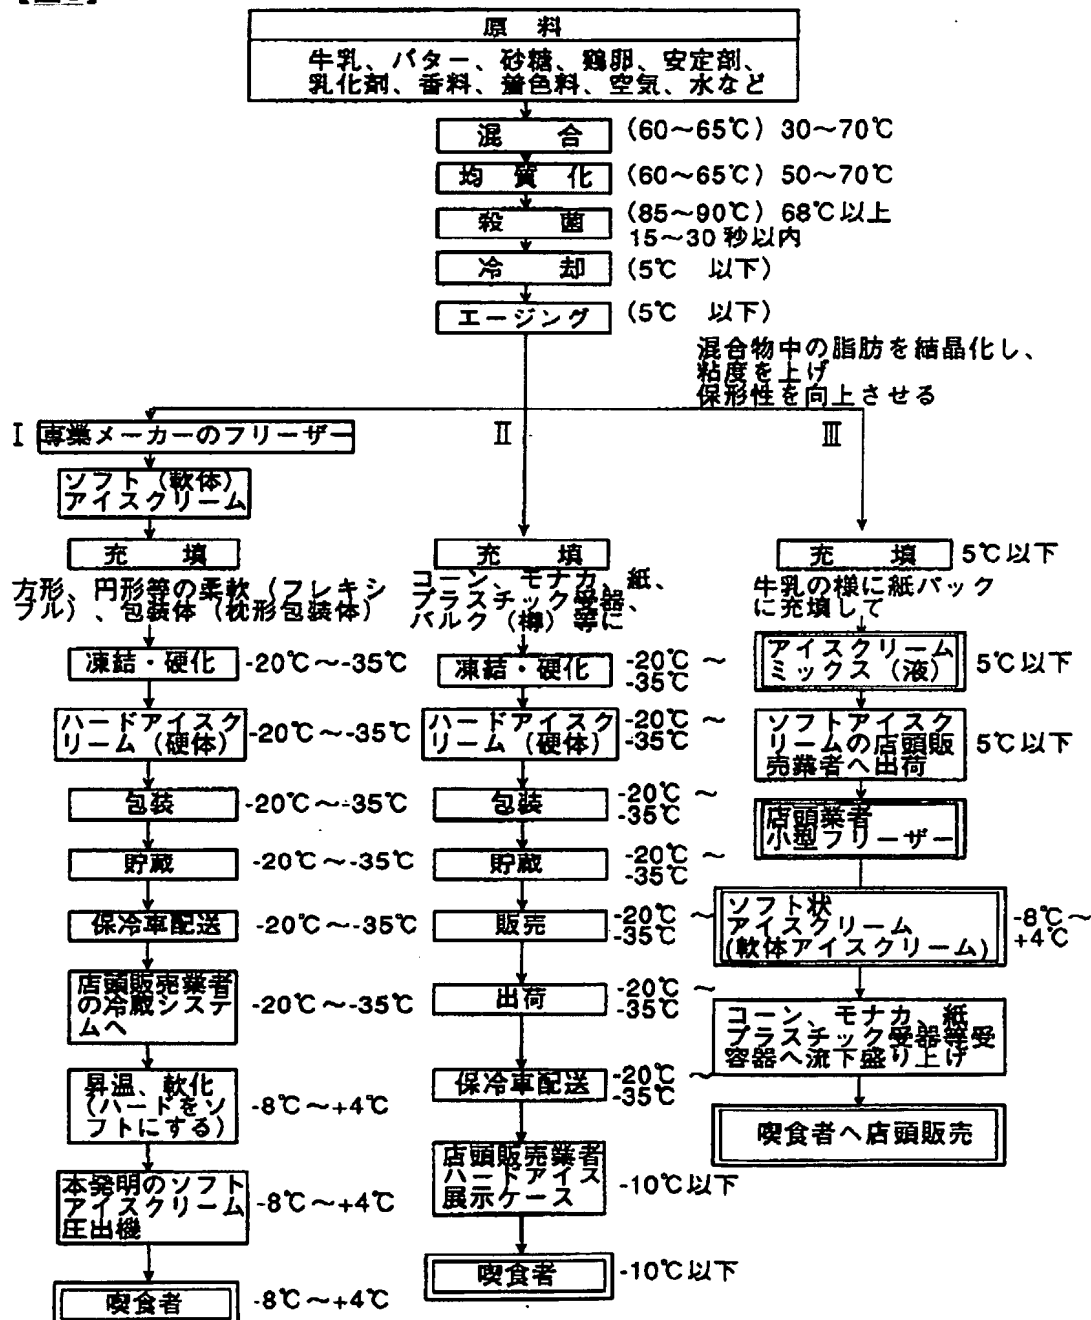 原　料
牛乳、バター、砂糖、鶏卵、安定剤、
乳化剤、香料、着色料、空気、水など
混　合
(60～65℃) 30～70℃
均　質　化
(60～65℃) 50～70℃
殺　菌
(85～90℃) 68℃以上
15～30秒以内
冷　却
(5℃　以下)
エージング
(5℃　以下)
混合物中の脂肪を結晶化し、
粘度を上げ
保形性を向上させる
I
専業メーカーのフリーザー
ソフト(軟体)
アイスクリーム
充　填
方形、円形等の柔軟(フレキシ
ブル)、包装体(枕形包装体)
凍結・硬化
-20℃～-35℃
ハードアイスク
リーム(硬体)
-20℃～-35℃
包装
-20℃～-35℃
貯蔵
-20℃～-35℃
保冷車配送
-20℃～-35℃
店頭販売業者
の冷蔵システ
ムへ
-20℃～-35℃
昇温、軟化
(ハードをソ
フトにする)
-8℃～+4℃
本発明のソフト
アイスクリーム
圧出機
-8℃～+4℃
喫食者
-8℃～+4℃
II
充　填
コーン、モナカ、紙、
プラスチック受器、
バルク(樽)等に
凍結・硬化
-20℃～
-35℃
ハードアイスク
リーム(硬体)
-20℃～
-35℃
包装
-20℃～
-35℃
貯蔵
-20℃～
-35℃
販売
-20℃～
-35℃
出荷
-20℃～
-35℃
保冷車配送
-20℃～
-35℃
店頭販売業者
ハードアイス
展示ケース
-10℃以下
喫食者
-10℃以下
III
充　填
5℃以下
牛乳の様に紙パック
に充填して
アイスクリーム
ミックス(液)
5℃以下
ソフトアイスク
リームの店頭販
売業者へ出荷
5℃以下
店頭業者
小型フリーザー
ソフト状
アイスクリーム
(軟体アイスクリーム)
-8℃～
+4℃
コーン、モナカ、紙
プラスチック受器等受
容器へ流下盛り上げ
喫食者へ店頭販売